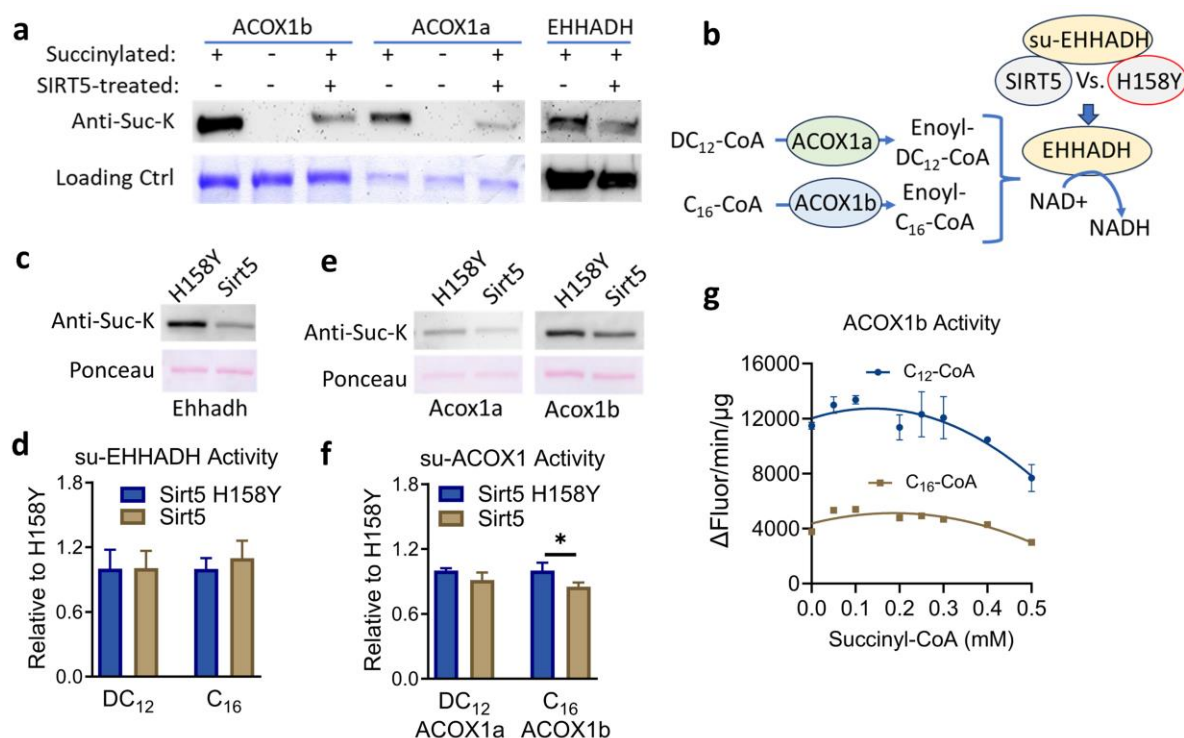 a
ACOX1b ACOX1a EHHADH
Succinylated: + - + + - + + +
SIRT5-treated: - - + - - + - +
Anti-Suc-K
Loading Ctrl
b
su-EHHADH
SIRT5 Vs. H158Y
EHHADH
NAD+
NADH
DC12-CoA ACOX1a Enoyl-
DC12-CoA
C16-CoA ACOX1b Enoyl-
C16-CoA
c
H158Y Sirt5
Anti-Suc-K
Ponceau
Ehhadh
d
su-EHHADH Activity
Relative to H158Y
1.8
1.2
0.6
0.0
Sirt5 H158Y
Sirt5
DC12 C16
e
H158Y Sirt5 H158Y Sirt5
Anti-Suc-K
Ponceau
Acox1a Acox1b
f
su-ACOX1 Activity
Relative to H158Y
1.8
1.2
0.6
0.0
Sirt5 H158Y
Sirt5
*
DC12 C16
ACOX1a ACOX1b
g
ACOX1b Activity
ΔFluor/min/µg
16000
12000
8000
4000
0
C12-CoA
C16-CoA
0.0 0.1 0.2 0.3 0.4 0.5
Succinyl-CoA (mM)